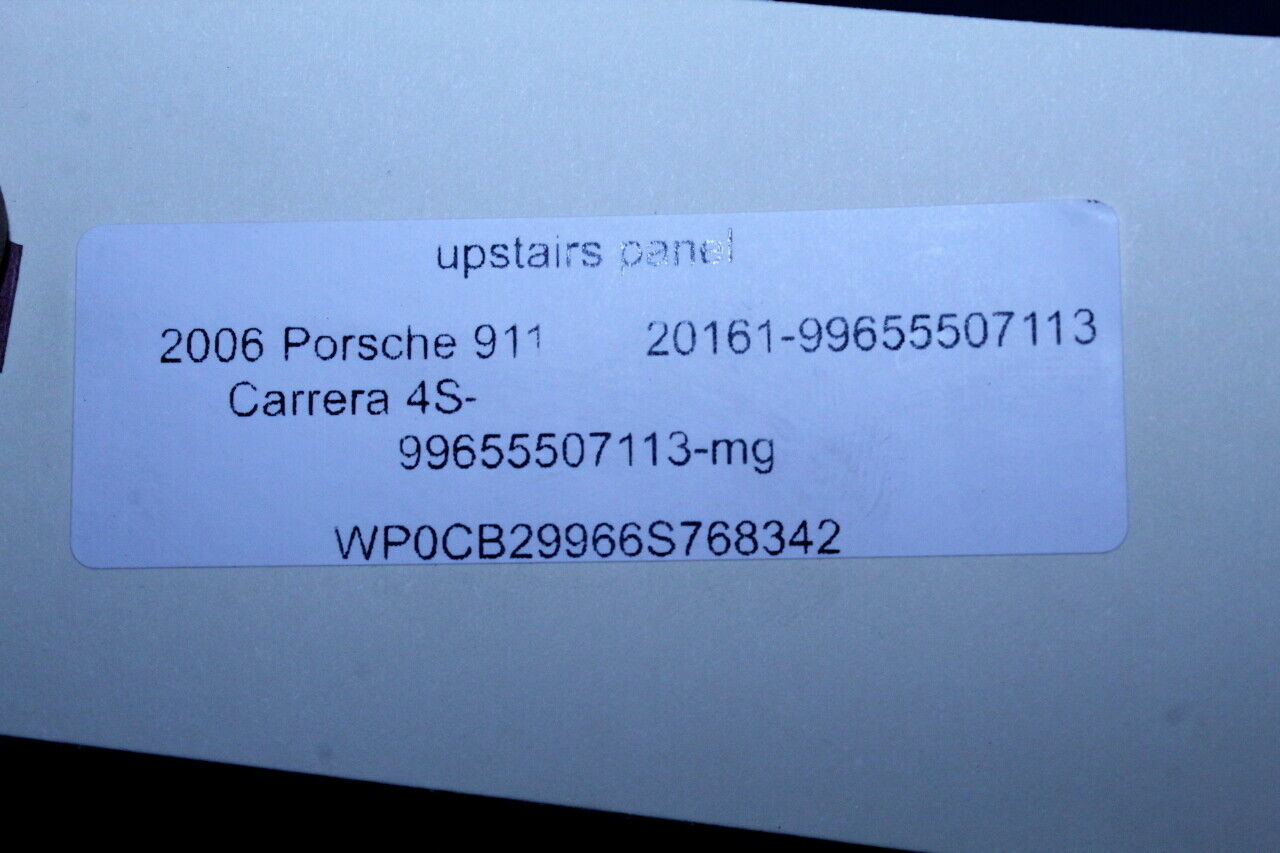 upstairs panel
2006 Porsche 911 20161-99655507113
Carrera 4S-
99655507113-mg
WP0CB29966S768342